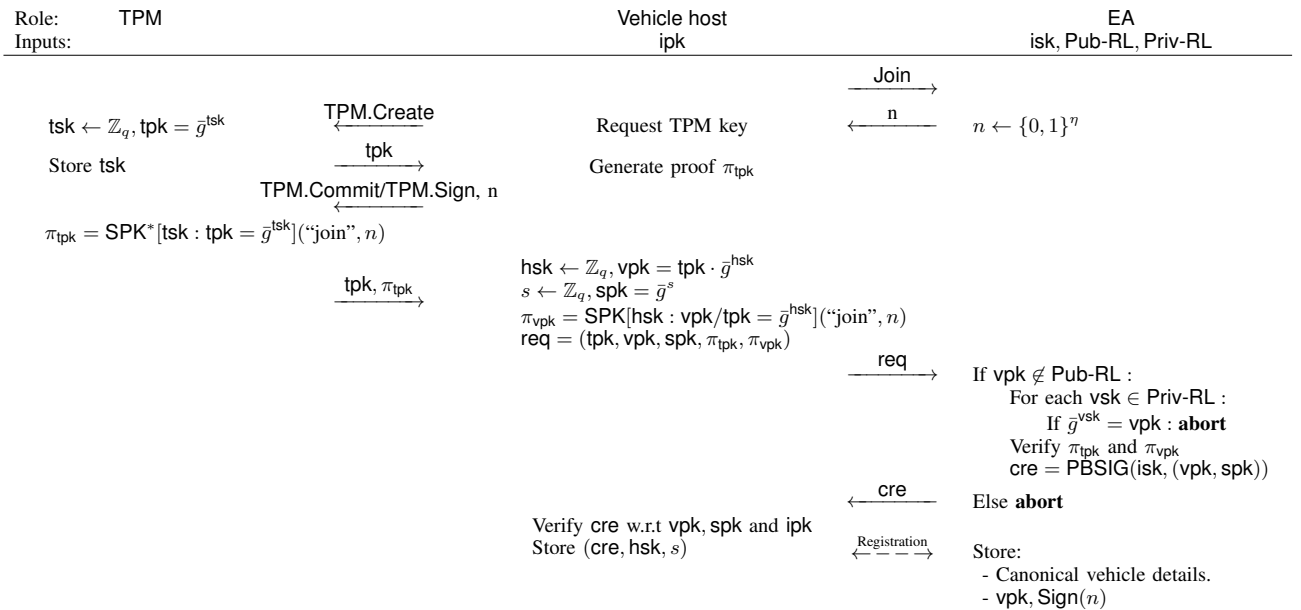 Role: TPM Vehicle host EA
Inputs: ipk isk, Pub-RL, Priv-RL
Join
tsk ← ℤ_q, tpk = ḡ^tsk TPM.Create Request TPM key n n ← {0, 1}^η
Store tsk tpk Generate proof π_tpk
TPM.Commit/TPM.Sign, n
π_tpk = SPK*[tsk : tpk = ḡ^tsk](“join”, n)
hsk ← ℤ_q, vpk = tpk · ḡ^hsk
tpk, π_tpk s ← ℤ_q, spk = ḡ^s
π_vpk = SPK[hsk : vpk/tpk = ḡ^hsk](“join”, n)
req = (tpk, vpk, spk, π_tpk, π_vpk)
req If vpk ∉ Pub-RL :
For each vsk ∈ Priv-RL :
If ḡ^vsk = vpk : abort
Verify π_tpk and π_vpk
cre = PBSIG(isk, (vpk, spk))
cre Else abort
Verify cre w.r.t vpk, spk and ipk
Store (cre, hsk, s) Registration Store:
- Canonical vehicle details.
- vpk, Sign(n)